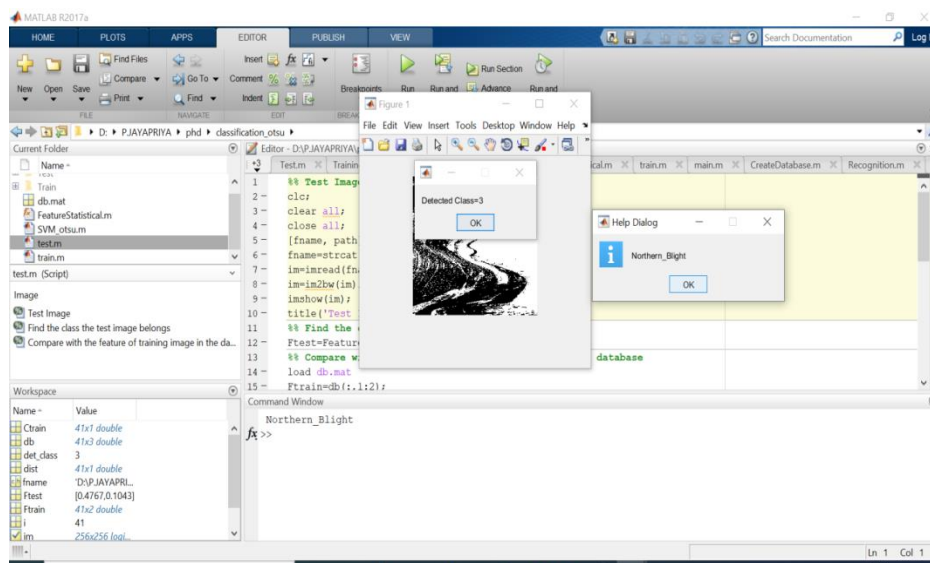 MATLAB R2017a
HOME PLOTS APPS EDITOR PUBLISH VIEW
Search Documentation
New Open Save
Find Files
Compare
Print
Go To
Find
Insert
Comment
Indent
Breakpoints Run Run and Advance Run and
Run Section
FILE NAVIGATE EDIT
D: P.JAYAPRIYA phd classification_otsu
Current Folder
Name
Train
db.mat
FeatureStatistical.m
SVM_otsu.m
test.m
train.m
test.m (Script)
Image
Test Image
Find the class the test image belongs
Compare with the feature of training image in the da...
Workspace
Name Value
Ctrain 41x1 double
db 41x3 double
det_class 3
dist 41x1 double
fname 'D:\P.JAYAPRI...
Ftest [0.4767,0.1043]
Ftrain 41x2 double
i 41
im 256x256 logi...
Editor - D:\P.JAYAPRIYA\
+3 Test.m Trainin
ical.m train.m main.m CreateDatabase.m Recognition.m
1 %% Test Imag
2 clc;
3 clear all;
4 close all;
5 [fname, path
6 fname=strcat
7 im=imread(fn
8 im=im2bw(im)
9 imshow(im);
10 title('Test
11 %% Find the
12 Ftest=Featur
13 %% Compare w database
14 load db.mat
15 Ftrain=db(:,1:2);
Figure 1
File Edit View Insert Tools Desktop Window Help
Detected Class=3
OK
Help Dialog
Northern_Blight
OK
Command Window
Northern_Blight
fx >>
Ln 1 Col 1